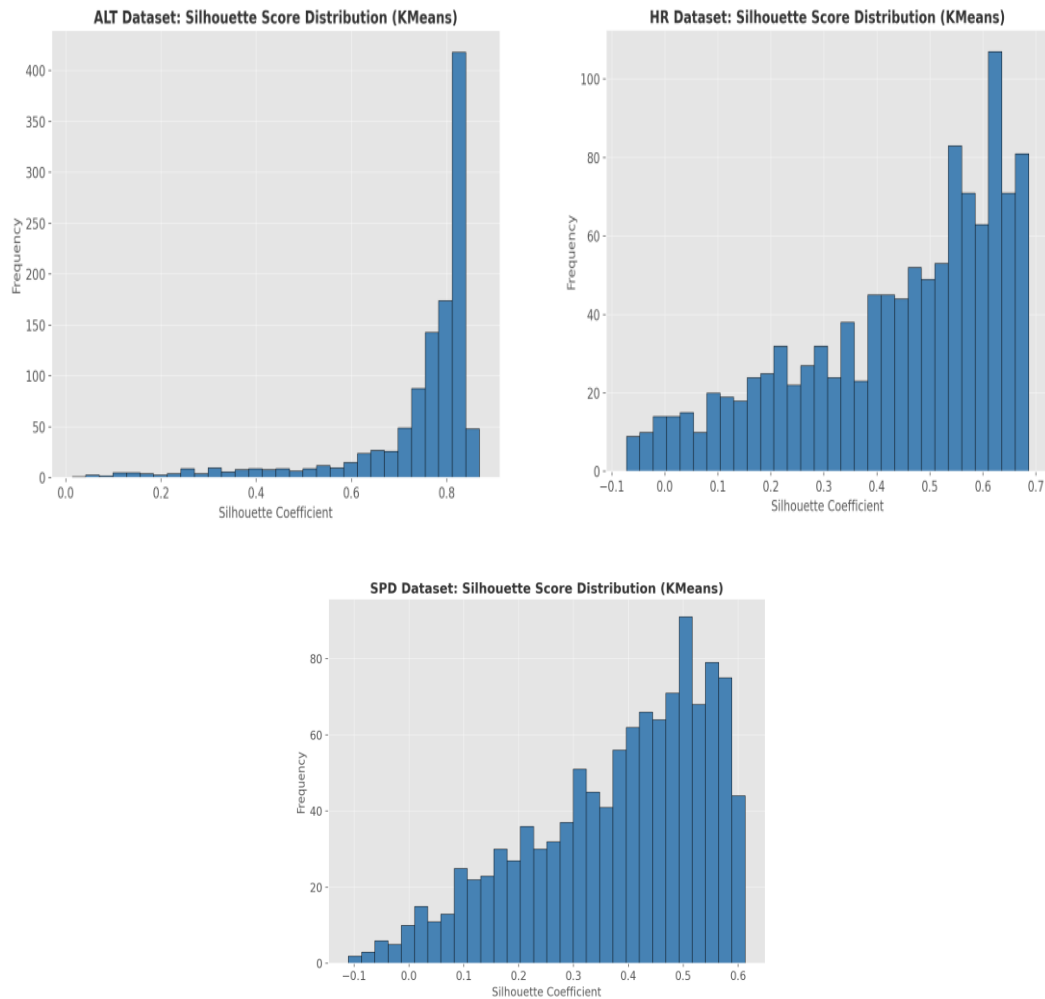 ALT Dataset: Silhouette Score Distribution (KMeans)
400
350
300
250
200
150
100
50
0
Frequency
0.0 0.2 0.4 0.6 0.8
Silhouette Coefficient
HR Dataset: Silhouette Score Distribution (KMeans)
100
80
60
40
20
0
Frequency
−0.1 0.0 0.1 0.2 0.3 0.4 0.5 0.6 0.7
Silhouette Coefficient
SPD Dataset: Silhouette Score Distribution (KMeans)
80
60
40
20
0
Frequency
−0.1 0.0 0.1 0.2 0.3 0.4 0.5 0.6
Silhouette Coefficient